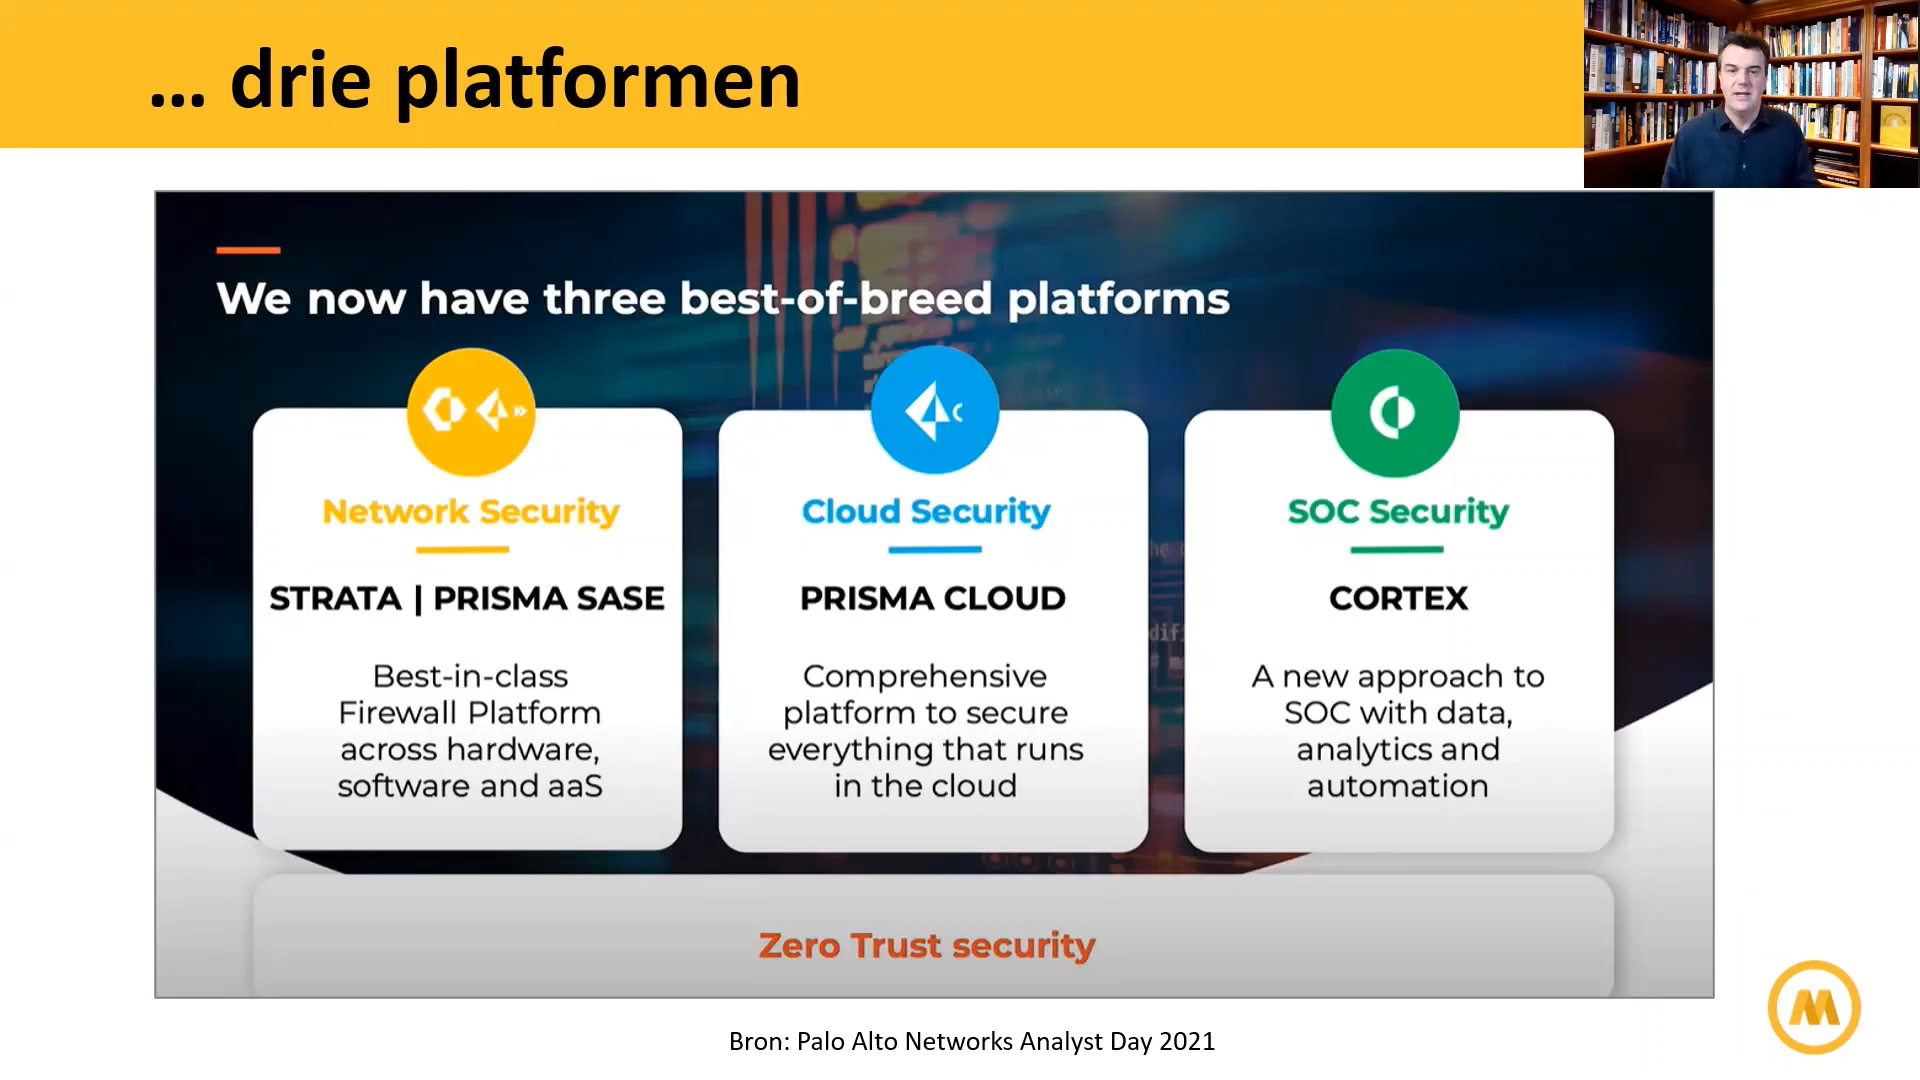 ... drie platformen
We now have three best-of-breed platforms
Network Security
STRATA | PRISMA SASE
Best-in-class
Firewall Platform
across hardware,
software and aaS
Cloud Security
PRISMA CLOUD
Comprehensive
platform to secure
everything that runs
in the cloud
SOC Security
CORTEX
A new approach to
SOC with data,
analytics and
automation
Zero Trust security
Bron: Palo Alto Networks Analyst Day 2021